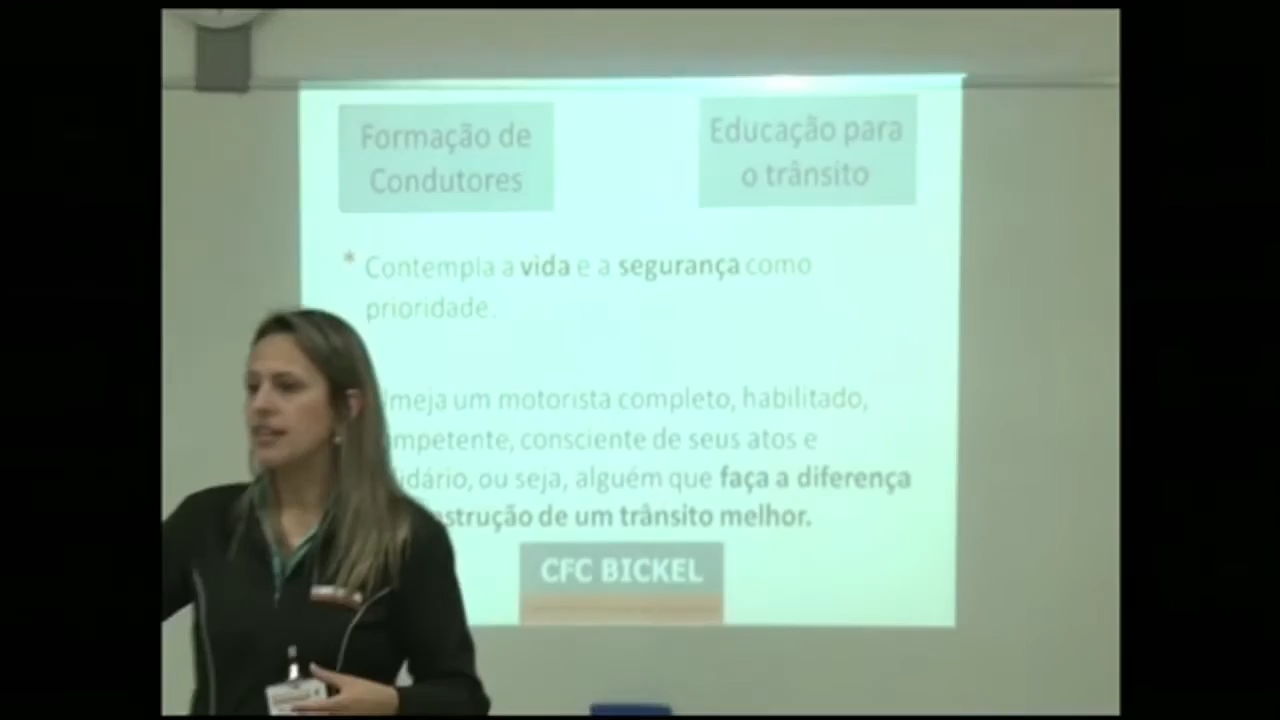 Formação de
Condutores
Educação para
o trânsito
* Contempla a vida e a segurança como
prioridade.
lmeja um motorista completo, habilitado,
mpetente, consciente de seus atos e
idário, ou seja, alguém que faça a diferença
strução de um trânsito melhor.
CFC BICKEL